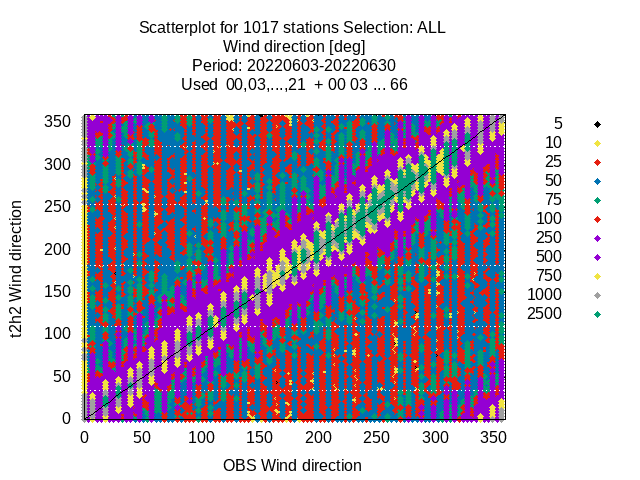 Scatterplot for 1017 stations Selection: ALL
Wind direction [deg]
Period: 20220603-20220630
Used  00,03,...,21  + 00 03 ... 66
t2h2 Wind direction
350
300
250
200
150
100
50
0
0 50 100 150 200 250 300 350
OBS Wind direction
5
10
25
50
75
100
250
500
750
1000
2500